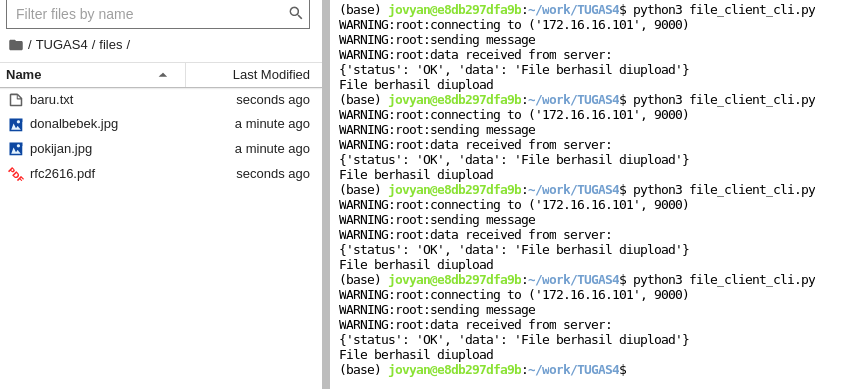 Filter files by name
/ TUGAS4 / files /
Name Last Modified
baru.txt seconds ago
donalbebek.jpg a minute ago
pokijan.jpg a minute ago
PDF rfc2616.pdf seconds ago
(base) jovyan@e8db297dfa9b:~/work/TUGAS4$ python3 file_client_cli.py
WARNING:root:connecting to ('172.16.16.101', 9000)
WARNING:root:sending message
WARNING:root:data received from server:
{'status': 'OK', 'data': 'File berhasil diupload'}
File berhasil diupload
(base) jovyan@e8db297dfa9b:~/work/TUGAS4$ python3 file_client_cli.py
WARNING:root:connecting to ('172.16.16.101', 9000)
WARNING:root:sending message
WARNING:root:data received from server:
{'status': 'OK', 'data': 'File berhasil diupload'}
File berhasil diupload
(base) jovyan@e8db297dfa9b:~/work/TUGAS4$ python3 file_client_cli.py
WARNING:root:connecting to ('172.16.16.101', 9000)
WARNING:root:sending message
WARNING:root:data received from server:
{'status': 'OK', 'data': 'File berhasil diupload'}
File berhasil diupload
(base) jovyan@e8db297dfa9b:~/work/TUGAS4$ python3 file_client_cli.py
WARNING:root:connecting to ('172.16.16.101', 9000)
WARNING:root:sending message
WARNING:root:data received from server:
{'status': 'OK', 'data': 'File berhasil diupload'}
File berhasil diupload
(base) jovyan@e8db297dfa9b:~/work/TUGAS4$